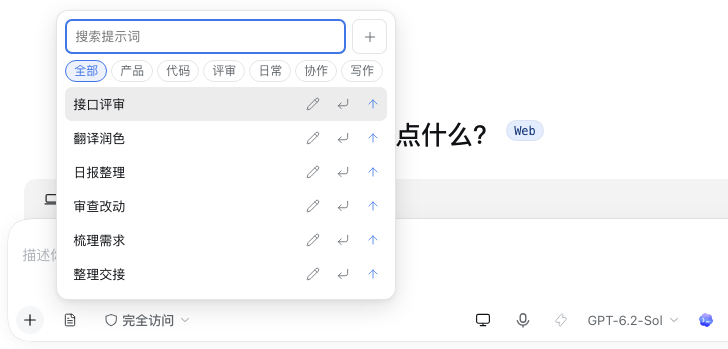 搜索提示词
全部 产品 代码 评审 日常 协作 写作
接口评审
翻译润色
日报整理
审查改动
梳理需求
整理交接
点什么? Web
描述
完全访问 GPT-6.2-Sol